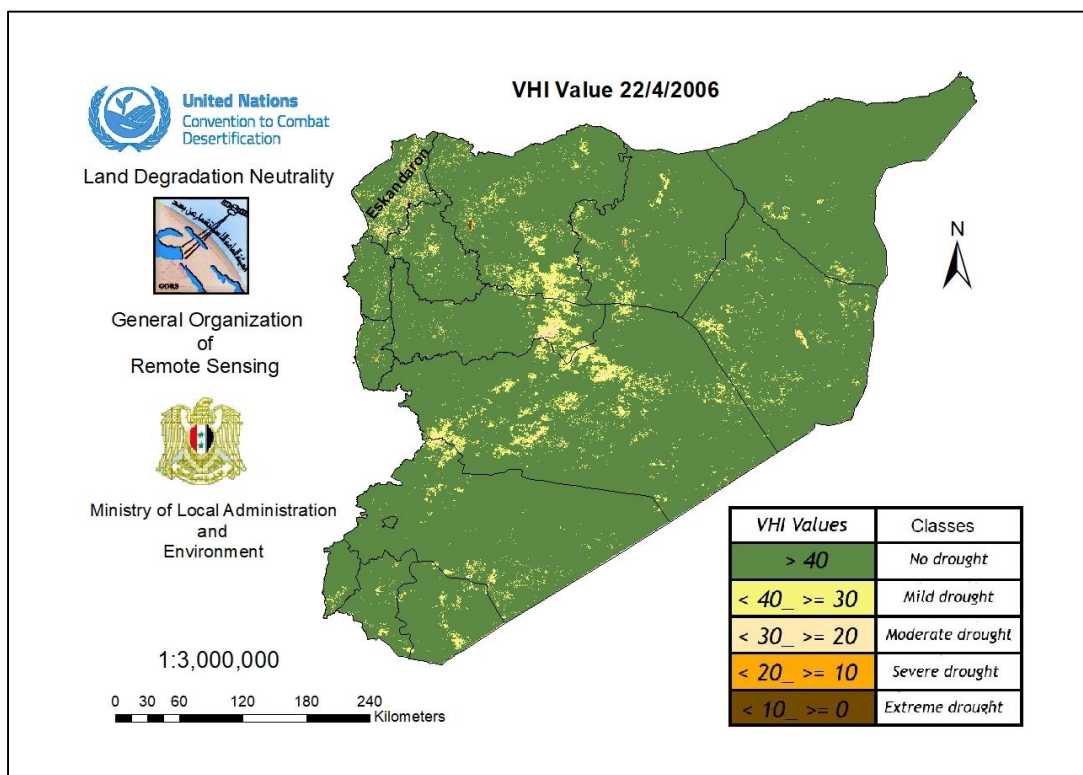 VHI Value 22/4/2006
United Nations
Convention to Combat
Desertification
Land Degradation Neutrality
GORS
General Organization
of
Remote Sensing
Ministry of Local Administration
and
Environment
Eskandaron
N
VHI Values Classes
> 40 No drought
< 40_ >= 30 Mild drought
< 30_ >= 20 Moderate drought
< 20_ >= 10 Severe drought
< 10_ >= 0 Extreme drought
1:3,000,000
0 30 60 120 180 240
Kilometers